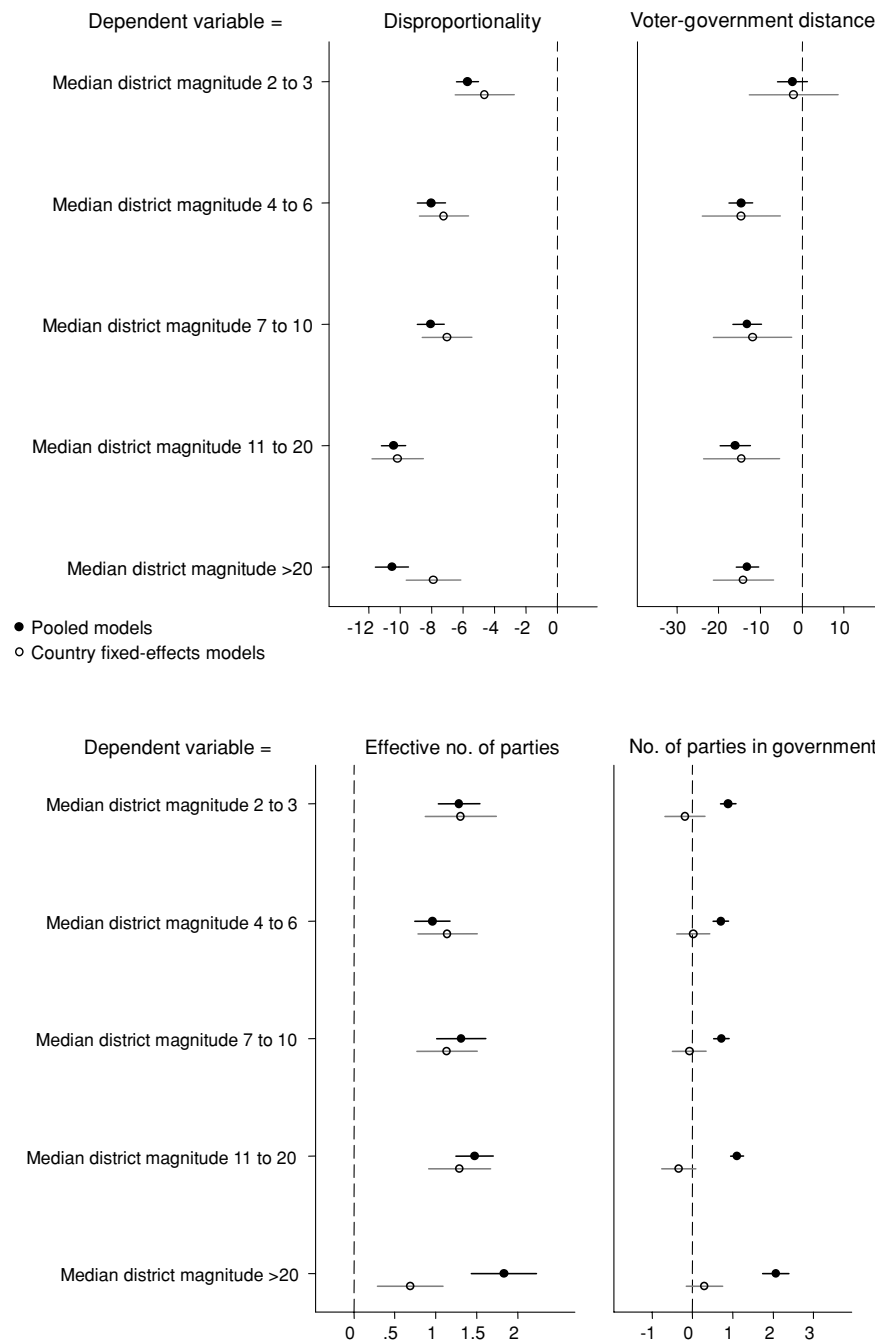 Dependent variable = Disproportionality Voter-government distance
Median district magnitude 2 to 3
Median district magnitude 4 to 6
Median district magnitude 7 to 10
Median district magnitude 11 to 20
Median district magnitude >20
Pooled models
Country fixed-effects models
-12 -10 -8 -6 -4 -2 0 -30 -20 -10 0 10
Dependent variable = Effective no. of parties No. of parties in government
Median district magnitude 2 to 3
Median district magnitude 4 to 6
Median district magnitude 7 to 10
Median district magnitude 11 to 20
Median district magnitude >20
0 .5 1 1.5 2 -1 0 1 2 3